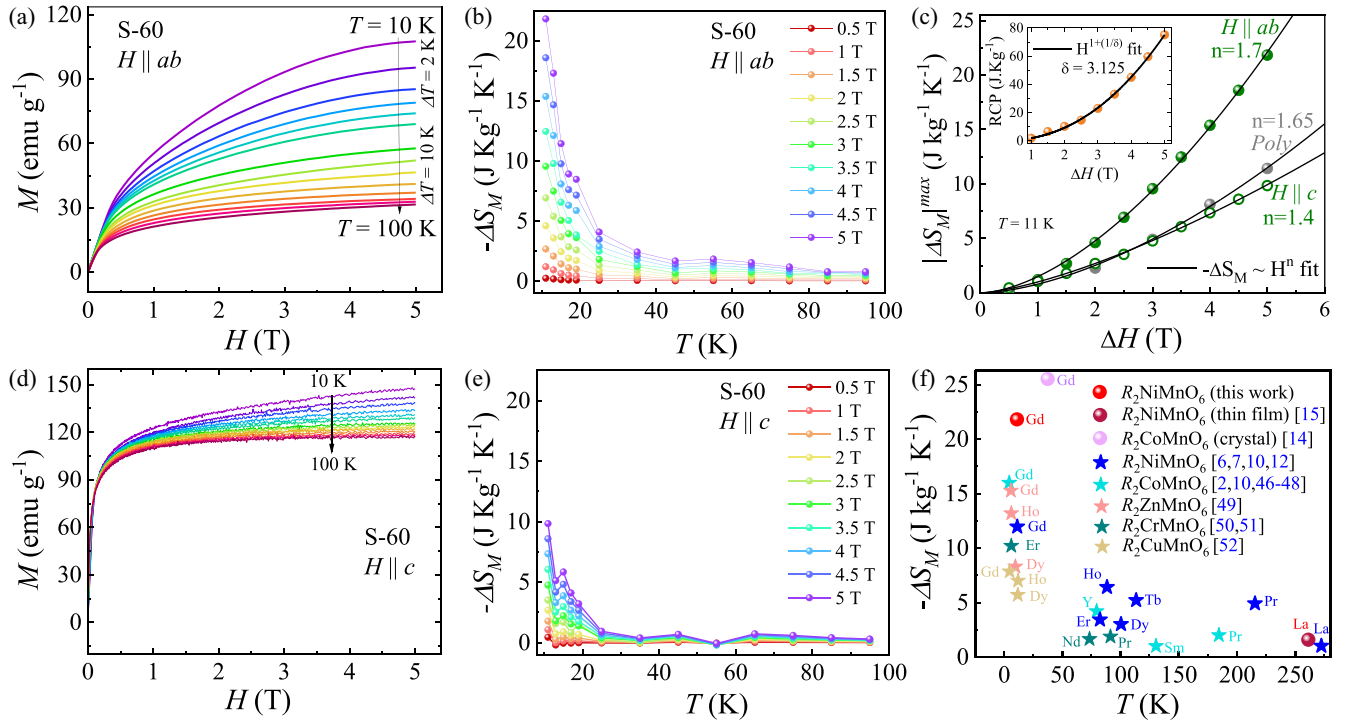 (a)
S-60
H || ab
T = 10 K
ΔT = 2 K
ΔT = 10 K
T = 100 K
M (emu g⁻¹)
120
90
60
30
0
0 1 2 3 4 5
H (T)
(b)
S-60
H || ab
0.5 T
1 T
1.5 T
2 T
2.5 T
3 T
3.5 T
4 T
4.5 T
5 T
-ΔS_M (J Kg⁻¹ K⁻¹)
20
15
10
5
0
20 40 60 80 100
T (K)
(c)
H || ab
n=1.7
n=1.65
Poly
H || c
n=1.4
T = 11 K
-ΔS_M ~ Hⁿ fit
|ΔS_M|^max (J kg⁻¹ K⁻¹)
25
20
15
10
5
0
0 1 2 3 4 5 6
ΔH (T)
H^1+(1/δ) fit
δ = 3.125
RCP (J.Kg⁻¹)
80
60
40
20
0
1 2 3 4 5
ΔH (T)
(d)
10 K
100 K
S-60
H || c
M (emu g⁻¹)
150
120
90
60
30
0
0 1 2 3 4 5
H (T)
(e)
S-60
H || c
0.5 T
1 T
1.5 T
2 T
2.5 T
3 T
3.5 T
4 T
4.5 T
5 T
-ΔS_M (J kg⁻¹ K⁻¹)
20
15
10
5
0
20 40 60 80 100
T (K)
(f)
R₂NiMnO₆ (this work)
R₂NiMnO₆ (thin film) [15]
R₂CoMnO₆ (crystal) [14]
R₂NiMnO₆ [6,7,10,12]
R₂CoMnO₆ [2,10,46-48]
R₂ZnMnO₆ [49]
R₂CrMnO₆ [50,51]
R₂CuMnO₆ [52]
Gd
Gd
Gd
Gd
Ho
Gd
Er
Dy
Gd
Ho
Dy
Ho
Y
Er
Tb
Dy
Pr
Nd
Pr
Sm
Pr
La
La
-ΔS_M (J kg⁻¹ K⁻¹)
25
20
15
10
5
0
0 50 100 150 200 250
T (K)